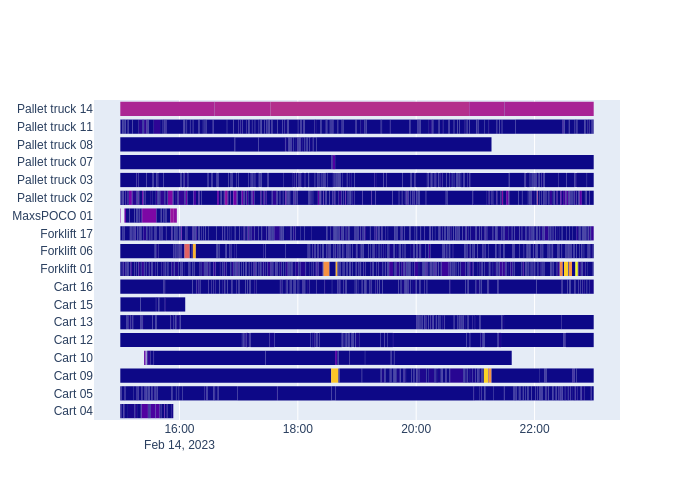 Pallet truck 14
Pallet truck 11
Pallet truck 08
Pallet truck 07
Pallet truck 03
Pallet truck 02
MaxsPOCO 01
Forklift 17
Forklift 06
Forklift 01
Cart 16
Cart 15
Cart 13
Cart 12
Cart 10
Cart 09
Cart 05
Cart 04
16:00 18:00 20:00 22:00
Feb 14, 2023